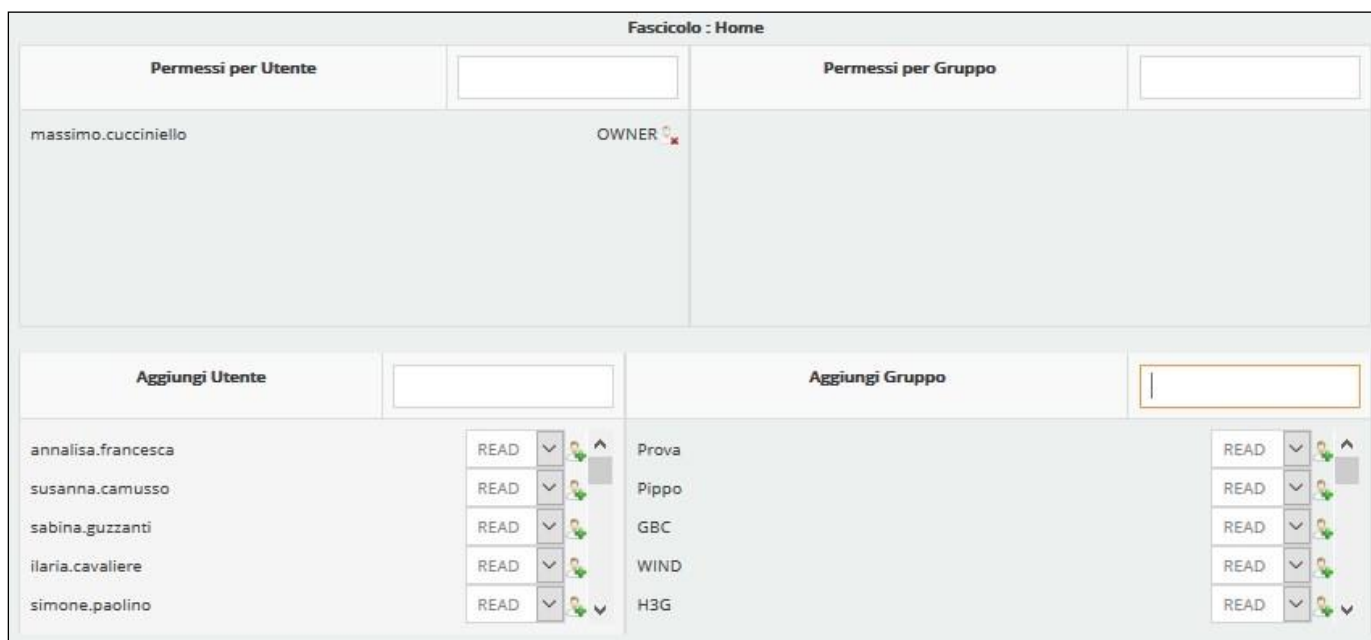 Fascicolo : Home
Permessi per Utente
Permessi per Gruppo
massimo.cucciniello OWNER
Aggiungi Utente
Aggiungi Gruppo
annalisa.francesca READ
Prova READ
susanna.camusso READ
Pippo READ
sabina.guzzanti READ
GBC READ
ilaria.cavaliere READ
WIND READ
simone.paolino READ
H3G READ